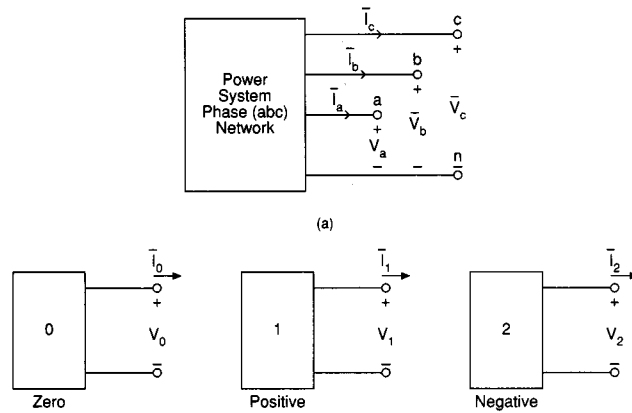 Ī_c c
+
Ī_b b
+
Power
System
Phase (abc)
Network
Ī_a a
+
V_a
V̄_b
V̄_c
– – n
–
(a)
Ī_0 Ī_1 Ī_2
+ + +
0 V_0 1 V_1 2 V_2
– – –
Zero Positive Negative